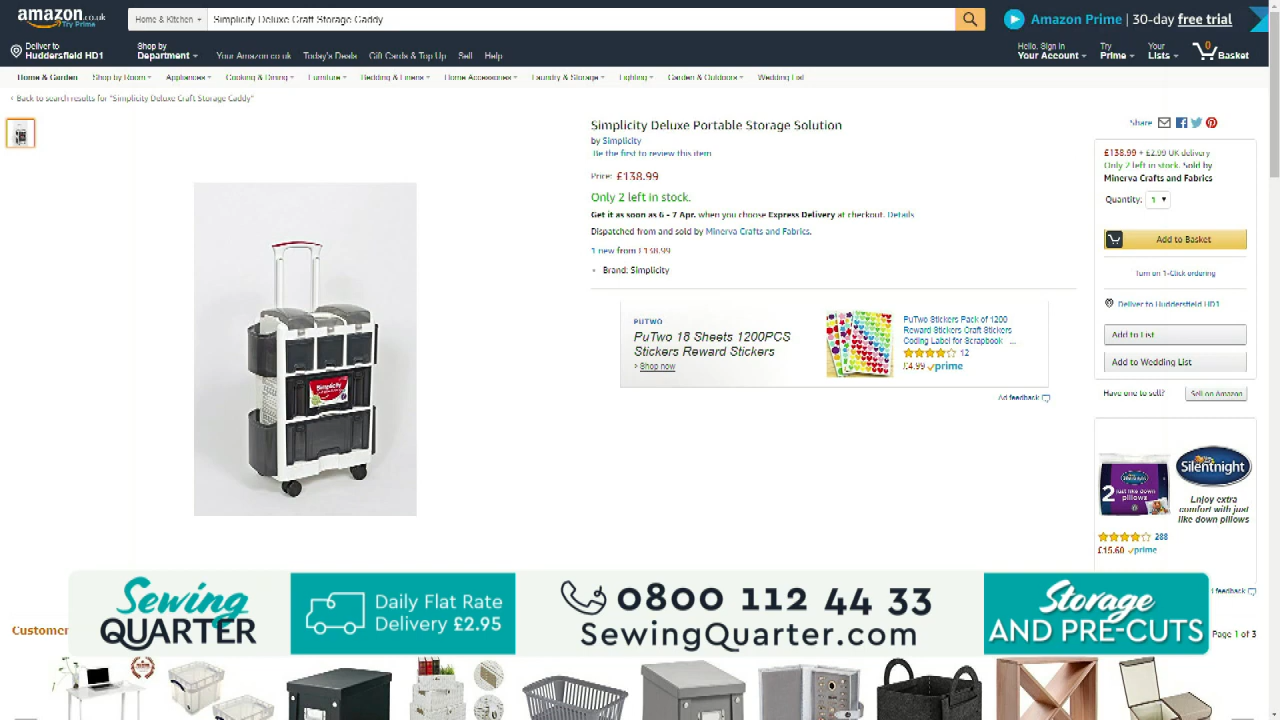 amazon.co.uk
Try Prime
Home & Kitchen
Simplicity Deluxe Craft Storage Caddy
Amazon Prime | 30-day free trial
Deliver to
Huddersfield HD1
Shop by
Department
Your Amazon.co.uk
Today's Deals
Gift Cards & Top Up
Sell
Help
Hello. Sign in
Your Account
Try
Prime
Your
Lists
0
Basket
Home & Garden
Shop by Room
Appliances
Cooking & Dining
Furniture
Bedding & Linens
Home Accessories
Laundry & Storage
Lighting
Garden & Outdoors
Wedding List
‹ Back to search results for "Simplicity Deluxe Craft Storage Caddy"
Simplicity Deluxe Portable Storage Solution
by Simplicity
Be the first to review this item
Price: £138.99
Only 2 left in stock.
Get it as soon as 6 - 7 Apr. when you choose Express Delivery at checkout. Details
Dispatched from and sold by Minerva Crafts and Fabrics.
1 new from £138.99
• Brand: Simplicity
Simplicity
PUTWO
PuTwo 18 Sheets 1200PCS
Stickers Reward Stickers
› Shop now
PuTwo Stickers Pack of 1200
Reward Stickers Craft Stickers
Coding Label for Scrapbook ...
12
£4.99 prime
Ad feedback
Share
£138.99 + £2.99 UK delivery
Only 2 left in stock. Sold by
Minerva Crafts and Fabrics
Quantity: 1
Add to Basket
Turn on 1-Click ordering
Deliver to Huddersfield HD1
Add to List
Add to Wedding List
Have one to sell?
Sell on Amazon
Silentnight
2 just like down
pillows
Enjoy extra
comfort with just
like down pillows
288
£15.60 prime
feedback
Customer
Page 1 of 3
Sewing
QUARTER
Daily Flat Rate
Delivery £2.95
0800 112 44 33
SewingQuarter.com
Storage
AND PRE-CUTS